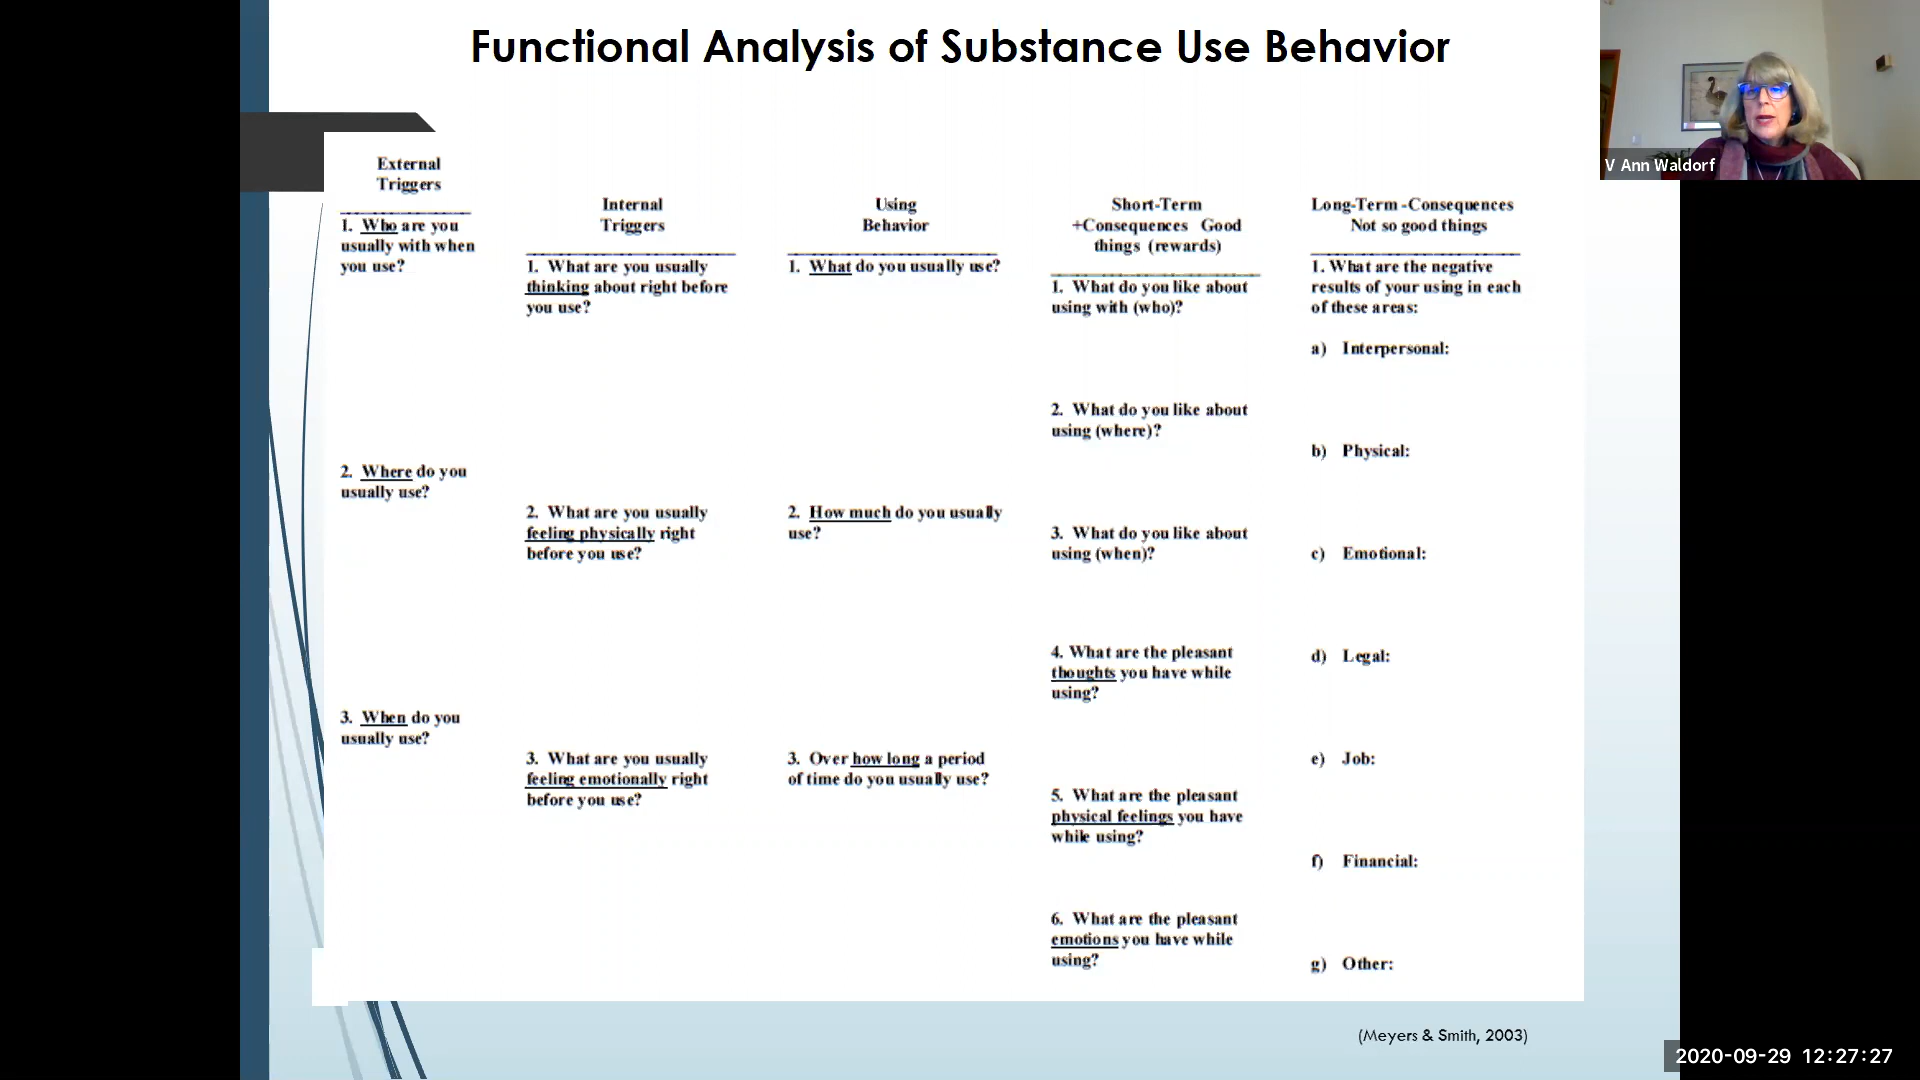 Functional Analysis of Substance Use Behavior
V Ann Waldorf
External
Triggers
1. Who are you
usually with when
you use?
2. Where do you
usually use?
3. When do you
usually use?
Internal
Triggers
1. What are you usually
thinking about right before
you use?
2. What are you usually
feeling physically right
before you use?
3. What are you usually
feeling emotionally right
before you use?
Using
Behavior
1. What do you usually use?
2. How much do you usually
use?
3. Over how long a period
of time do you usually use?
Short-Term
+Consequences Good
things (rewards)
1. What do you like about
using with (who)?
2. What do you like about
using (where)?
3. What do you like about
using (when)?
4. What are the pleasant
thoughts you have while
using?
5. What are the pleasant
physical feelings you have
while using?
6. What are the pleasant
emotions you have while
using?
Long-Term -Consequences
Not so good things
1. What are the negative
results of your using in each
of these areas:
a) Interpersonal:
b) Physical:
c) Emotional:
d) Legal:
e) Job:
f) Financial:
g) Other:
(Meyers & Smith, 2003)
2020-09-29 12:27:27